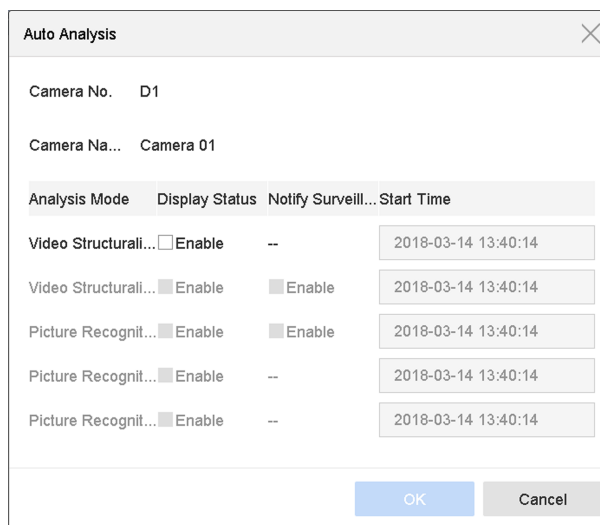 Auto Analysis
Camera No. D1
Camera Na... Camera 01
Analysis Mode Display Status Notify Surveill... Start Time
Video Structurali... Enable -- 2018-03-14 13:40:14
Video Structurali... Enable Enable 2018-03-14 13:40:14
Picture Recognit... Enable Enable 2018-03-14 13:40:14
Picture Recognit... Enable -- 2018-03-14 13:40:14
Picture Recognit... Enable -- 2018-03-14 13:40:14
OK Cancel